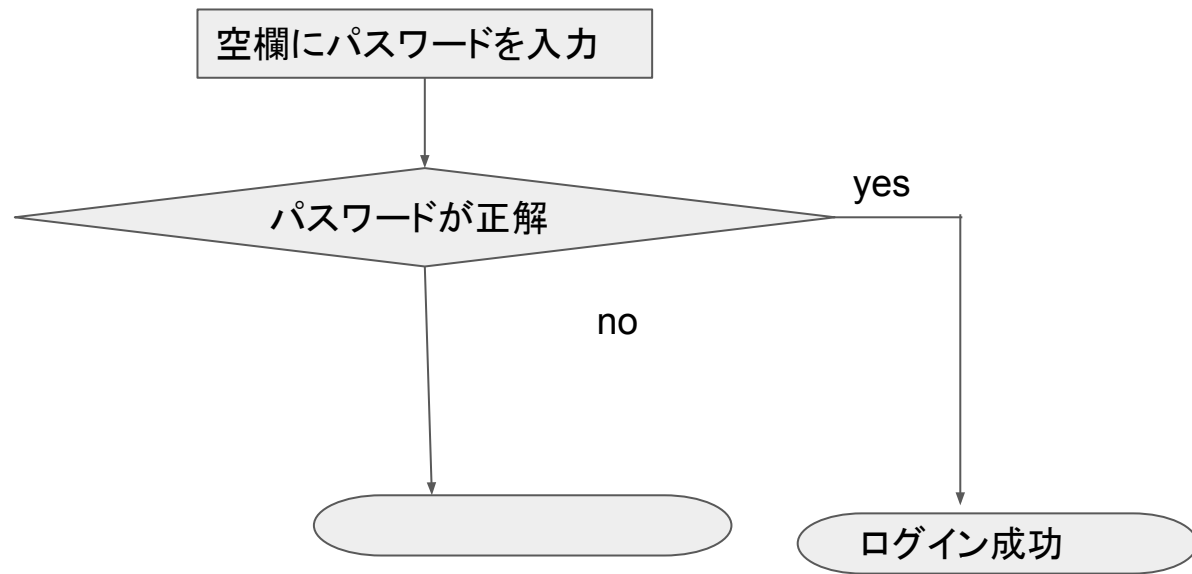 空欄にパスワードを入力
パスワードが正解
yes
no
ログイン成功